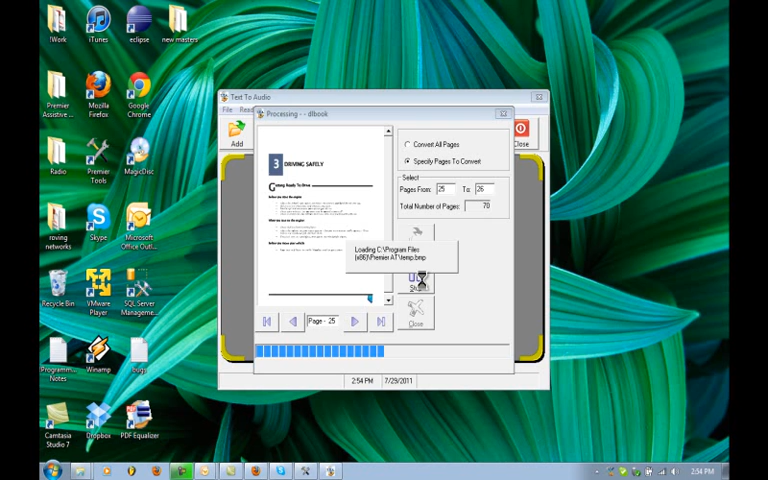 !Work
iTunes
eclipse
new masters
Premier
Assistive ...
Mozilla
Firefox
Google
Chrome
Radio
Premier
Tools
MagicDisc
roving
networks
Skype
Microsoft
Office Outl...
Recycle Bin
VMware
Player
SQL Server
Manageme...
Programm...
Notes
Winamp
bugs
Camtasia
Studio 7
Dropbox
PDF Equalizer
Text To Audio
File
Add
Close
Processing - - dlbook
3 DRIVING SAFELY
Getting Ready To Drive
Convert All Pages
Specify Pages To Convert
Select
Pages From: 25 To: 26
Total Number of Pages: 70
Loading C:\Program Files
(x86)\Premier AT\temp.bmp
Close
Page - 25
2:54 PM 7/29/2011
2:54 PM